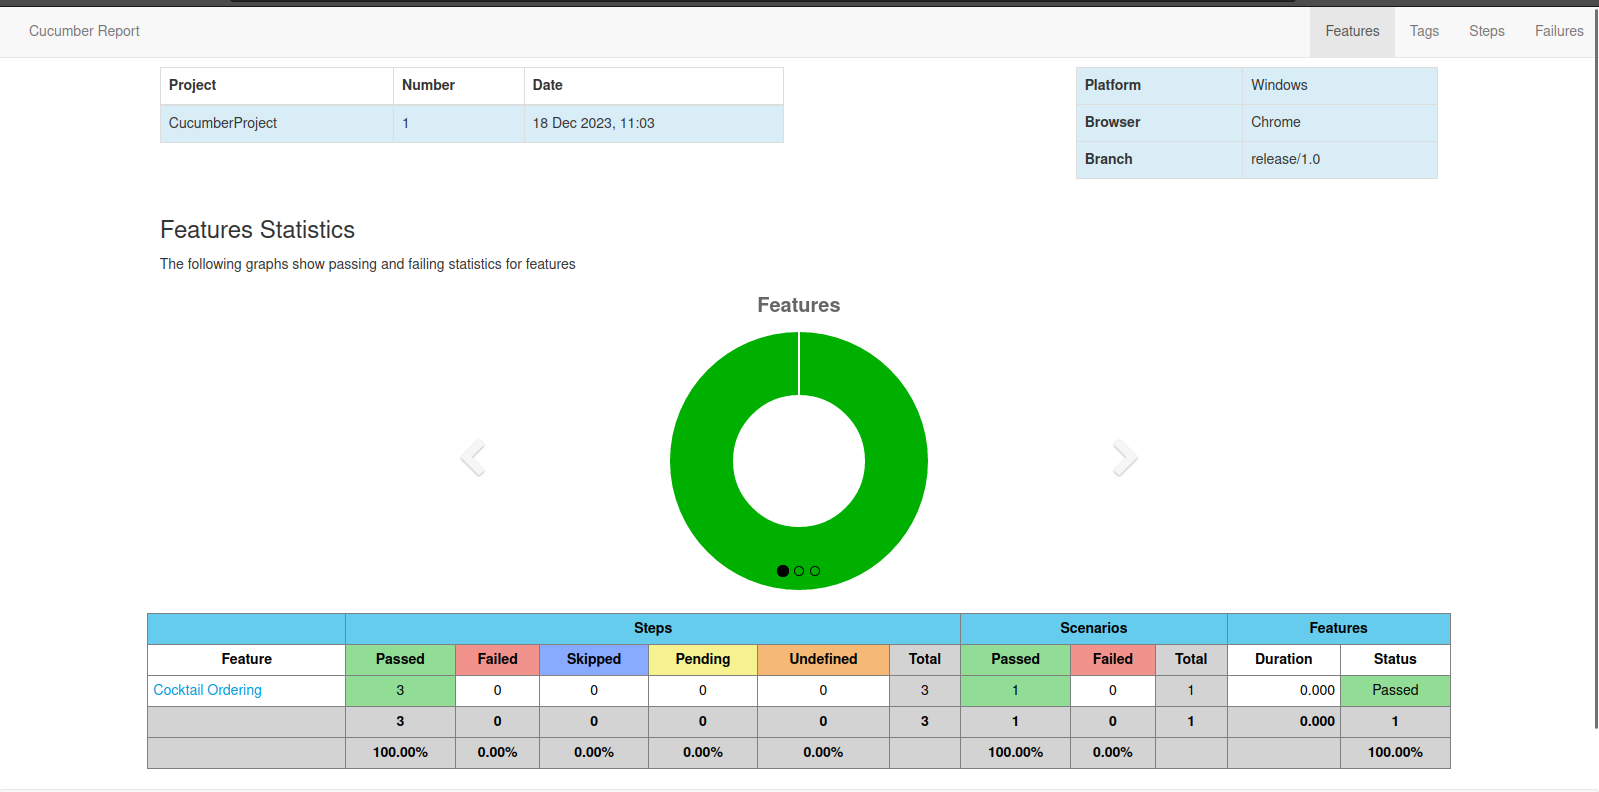 Cucumber Report Features Tags Steps Failures
Project Number Date
CucumberProject 1 18 Dec 2023, 11:03
Platform Windows
Browser Chrome
Branch release/1.0
Features Statistics
The following graphs show passing and failing statistics for features
Features
Steps Scenarios Features
Feature Passed Failed Skipped Pending Undefined Total Passed Failed Total Duration Status
Cocktail Ordering 3 0 0 0 0 3 1 0 1 0.000 Passed
3 0 0 0 0 3 1 0 1 0.000 1
100.00% 0.00% 0.00% 0.00% 0.00% 100.00% 0.00% 100.00%